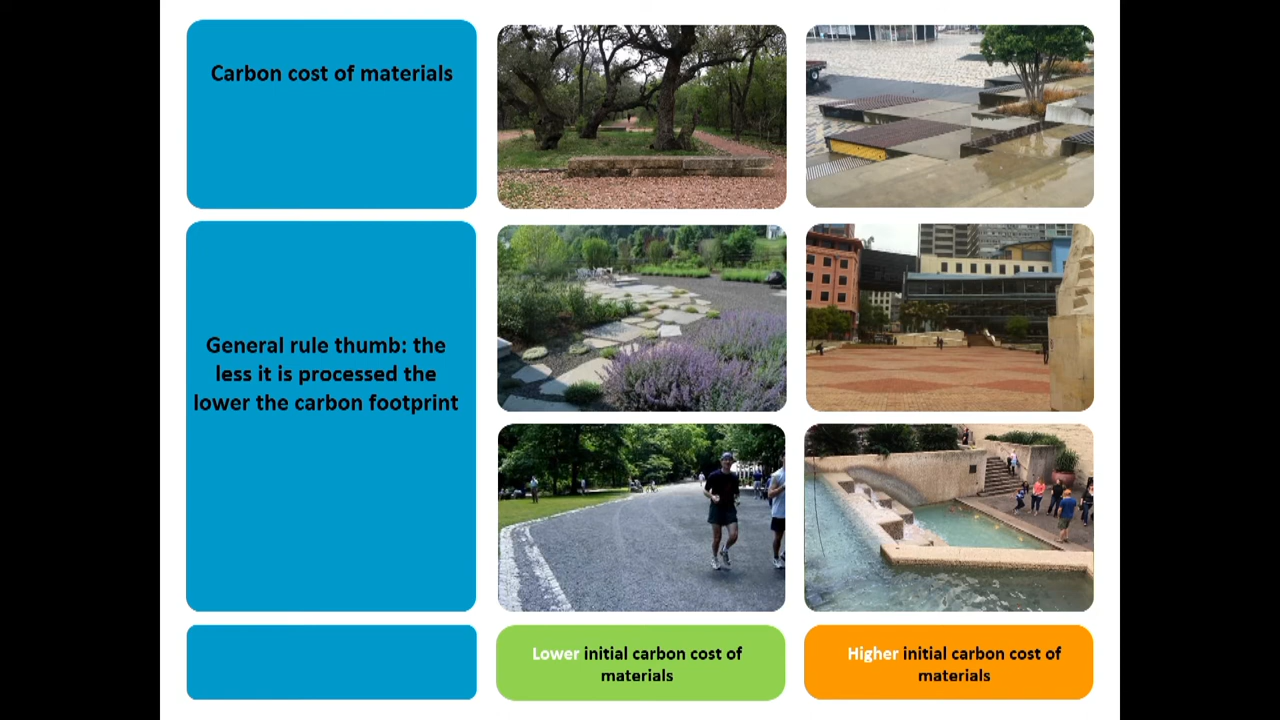 Carbon cost of materials
General rule thumb: the
less it is processed the
lower the carbon footprint
Lower initial carbon cost of
materials
Higher initial carbon cost of
materials